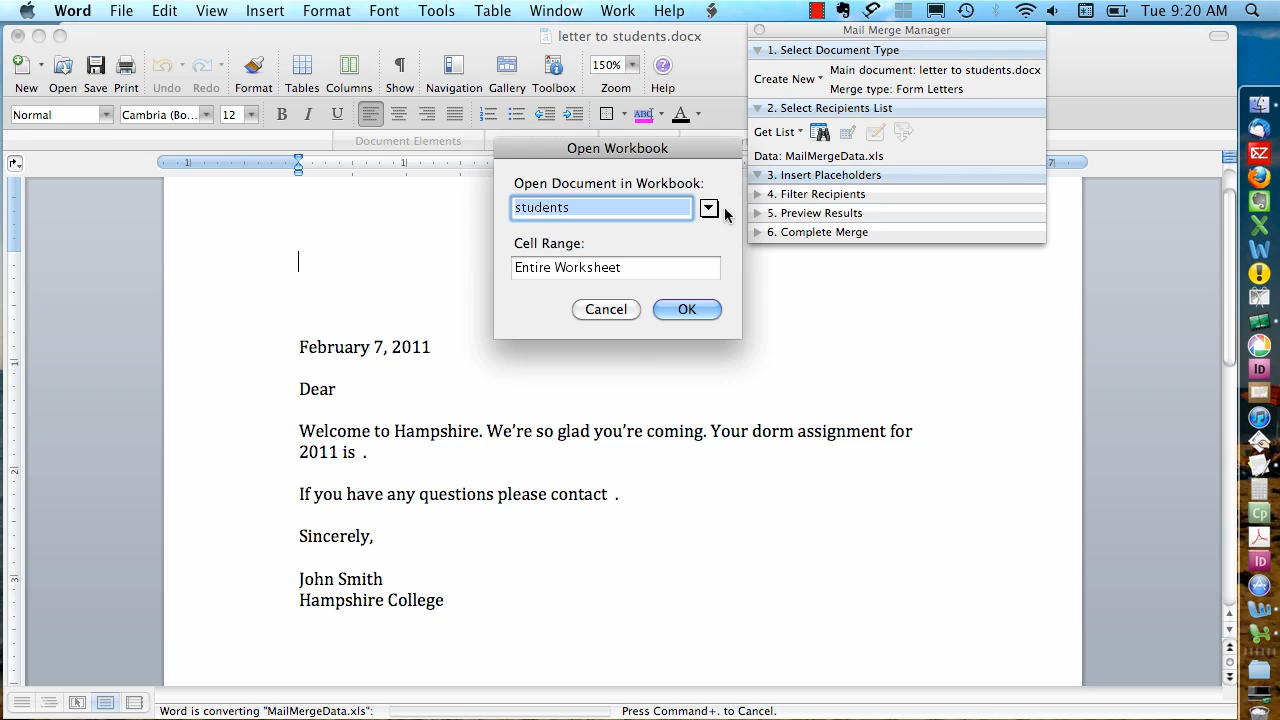 Word File Edit View Insert Format Font Tools Table Window Work Help Tue 9:20 AM
letter to students.docx
New Open Save Print Undo Redo Format Tables Columns Show Navigation Gallery Toolbox Zoom Help
150%
Normal Cambria (Bo... 12 B I U ABC A
Document Elements
Mail Merge Manager
1. Select Document Type
Create New
Main document: letter to students.docx
Merge type: Form Letters
2. Select Recipients List
Get List
Data: MailMergeData.xls
3. Insert Placeholders
4. Filter Recipients
5. Preview Results
6. Complete Merge
Open Workbook
Open Document in Workbook:
students
Cell Range:
Entire Worksheet
Cancel OK
February 7, 2011
Dear
Welcome to Hampshire. We're so glad you're coming. Your dorm assignment for
2011 is .
If you have any questions please contact .
Sincerely,
John Smith
Hampshire College
Word is converting "MailMergeData.xls": Press Command+. to Cancel.